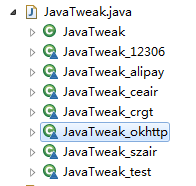 JavaTweak.java
JavaTweak
JavaTweak_12306
JavaTweak_alipay
JavaTweak_ceair
JavaTweak_crgt
JavaTweak_okhttp
JavaTweak_szair
JavaTweak_test